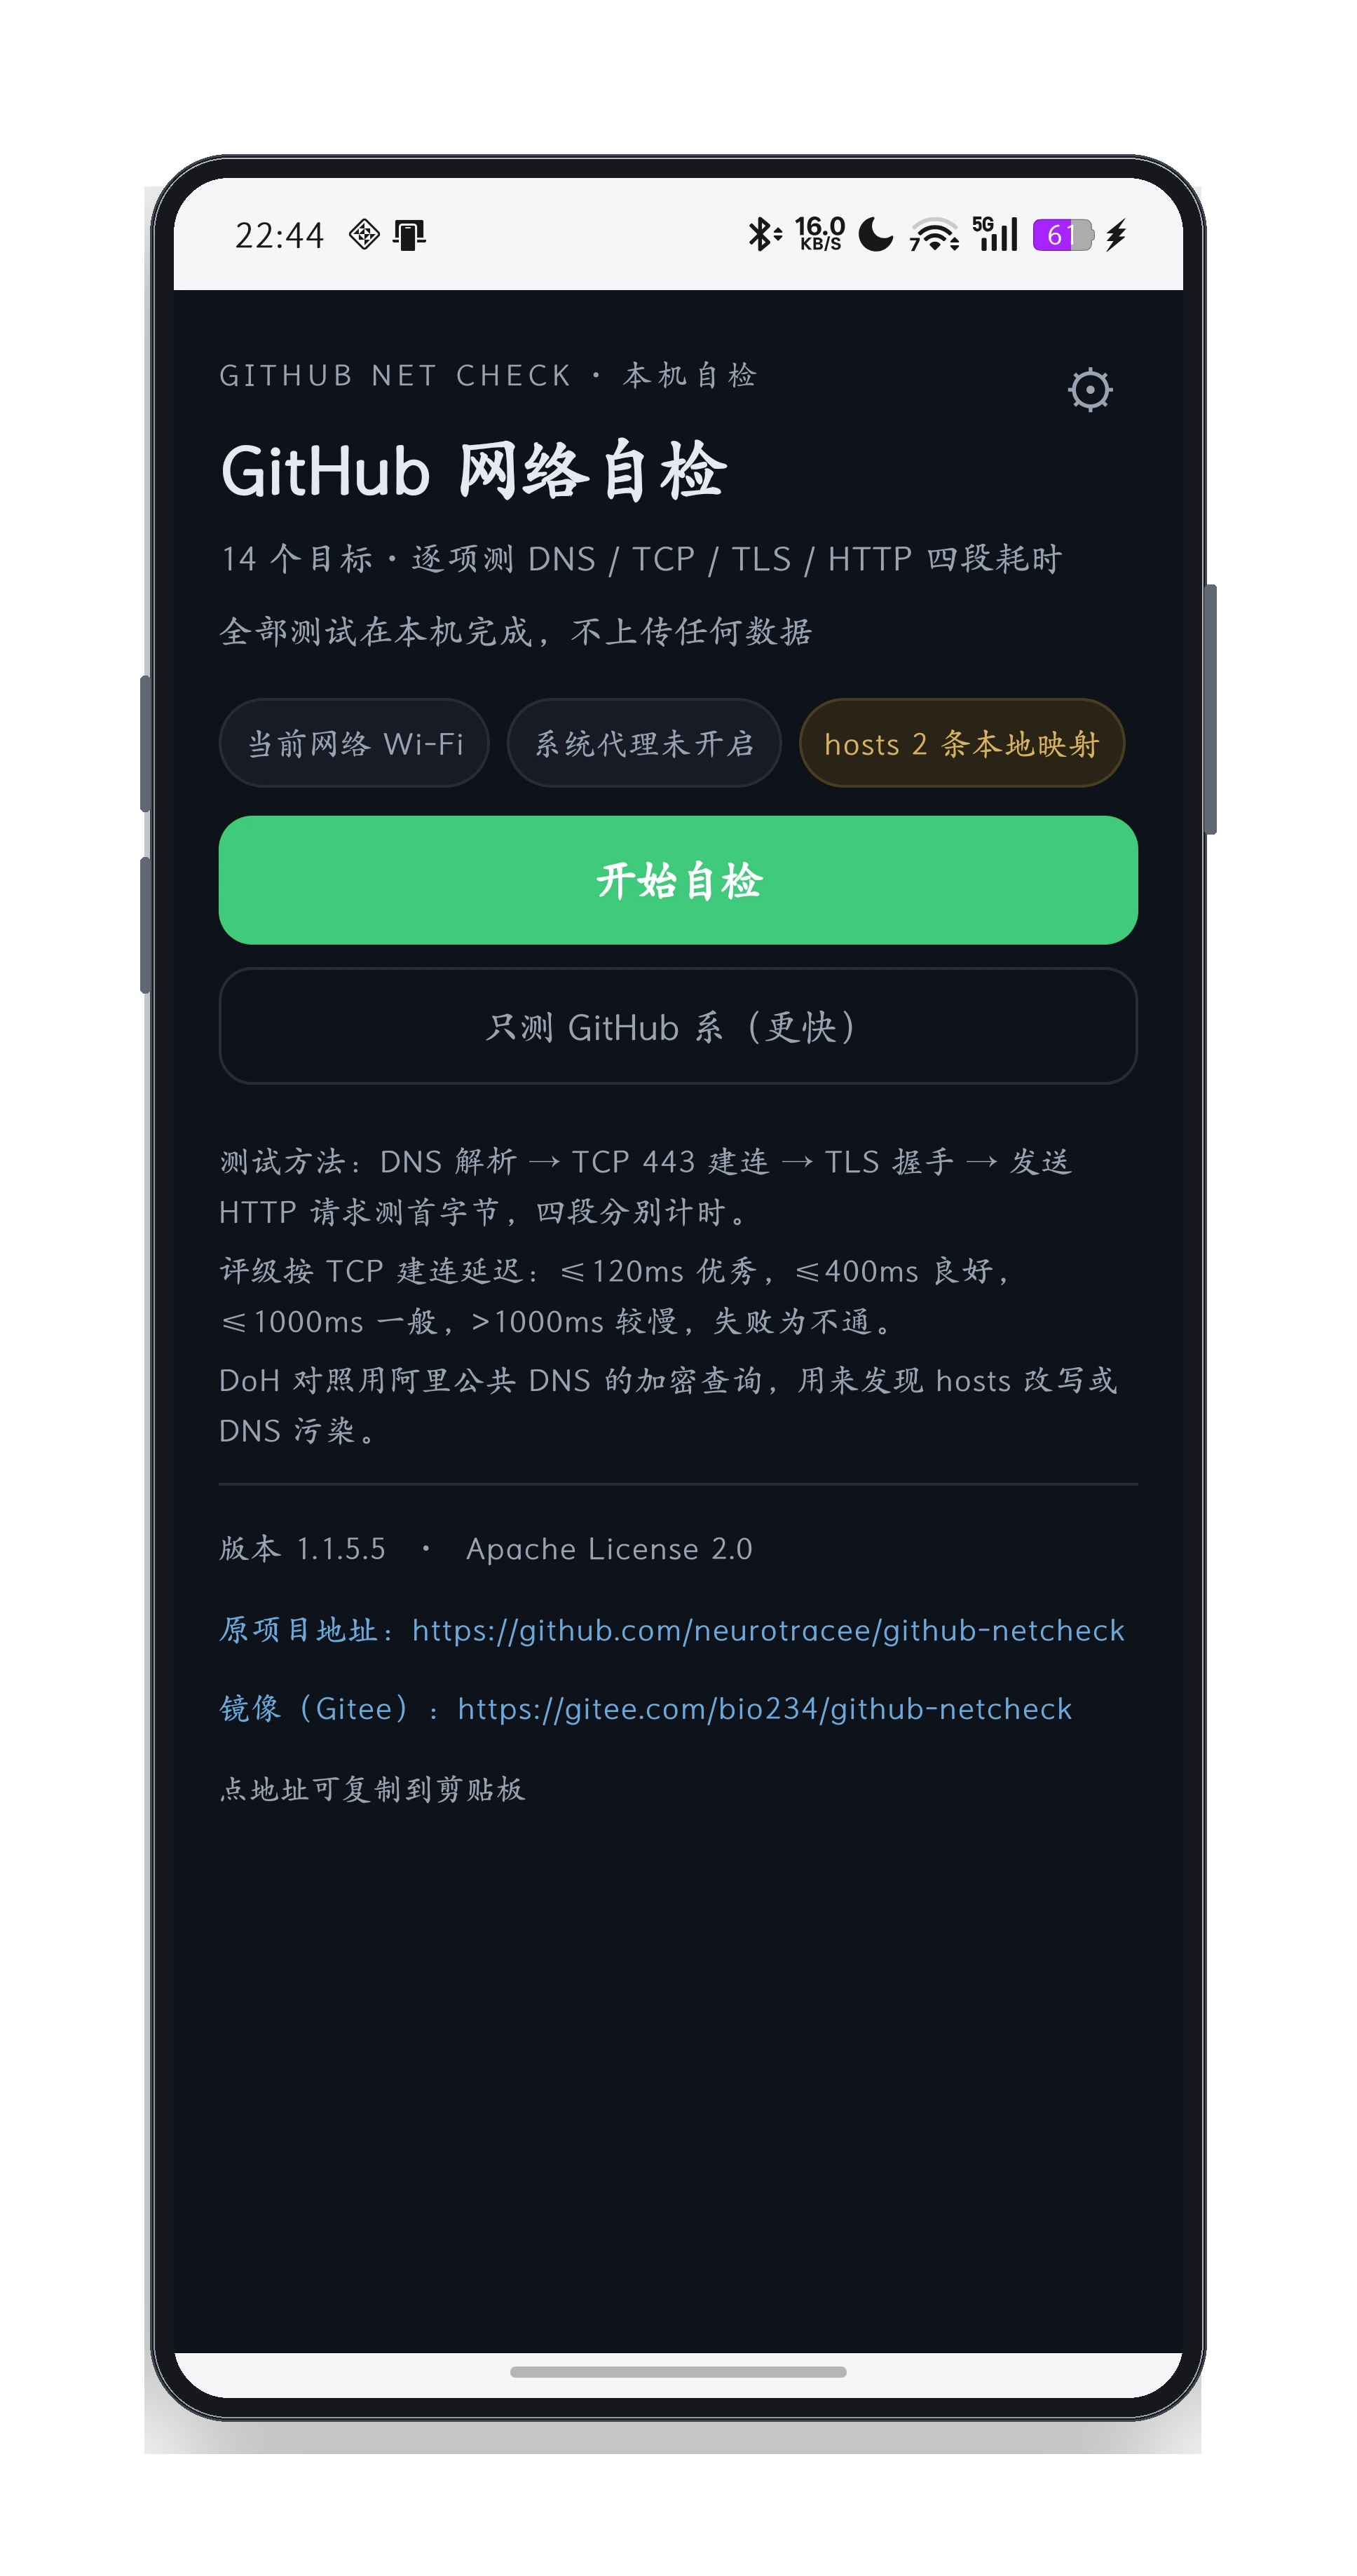 22:44 16.0 KB/S 7 5G 61
GITHUB NET CHECK · 本机自检
GitHub 网络自检
14 个目标 · 逐项测 DNS / TCP / TLS / HTTP 四段耗时
全部测试在本机完成，不上传任何数据
当前网络 Wi-Fi 系统代理未开启 hosts 2 条本地映射
开始自检
只测 GitHub 系（更快）
测试方法：DNS 解析 → TCP 443 建连 → TLS 握手 → 发送
HTTP 请求测首字节，四段分别计时。
评级按 TCP 建连延迟：≤120ms 优秀，≤400ms 良好，
≤1000ms 一般，>1000ms 较慢，失败为不通。
DoH 对照用阿里公共 DNS 的加密查询，用来发现 hosts 改写或
DNS 污染。
版本 1.1.5.5 · Apache License 2.0
原项目地址：https://github.com/neurotracee/github-netcheck
镜像（Gitee）：https://gitee.com/bio234/github-netcheck
点地址可复制到剪贴板